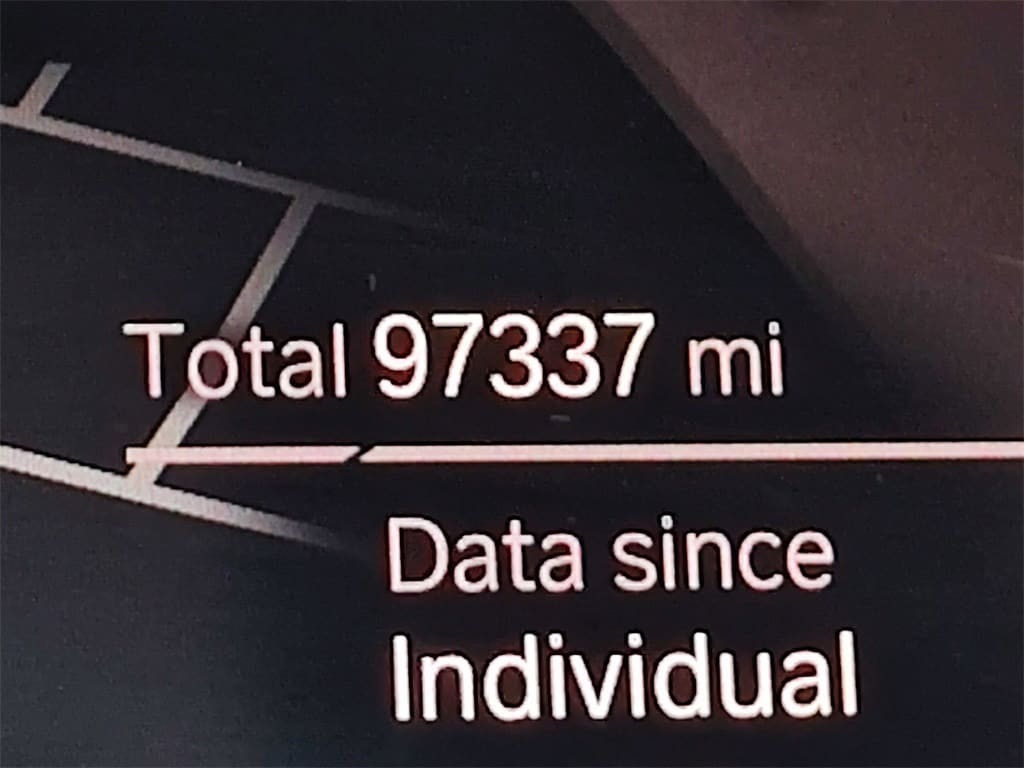 Total 97337 mi
Data since
Individual